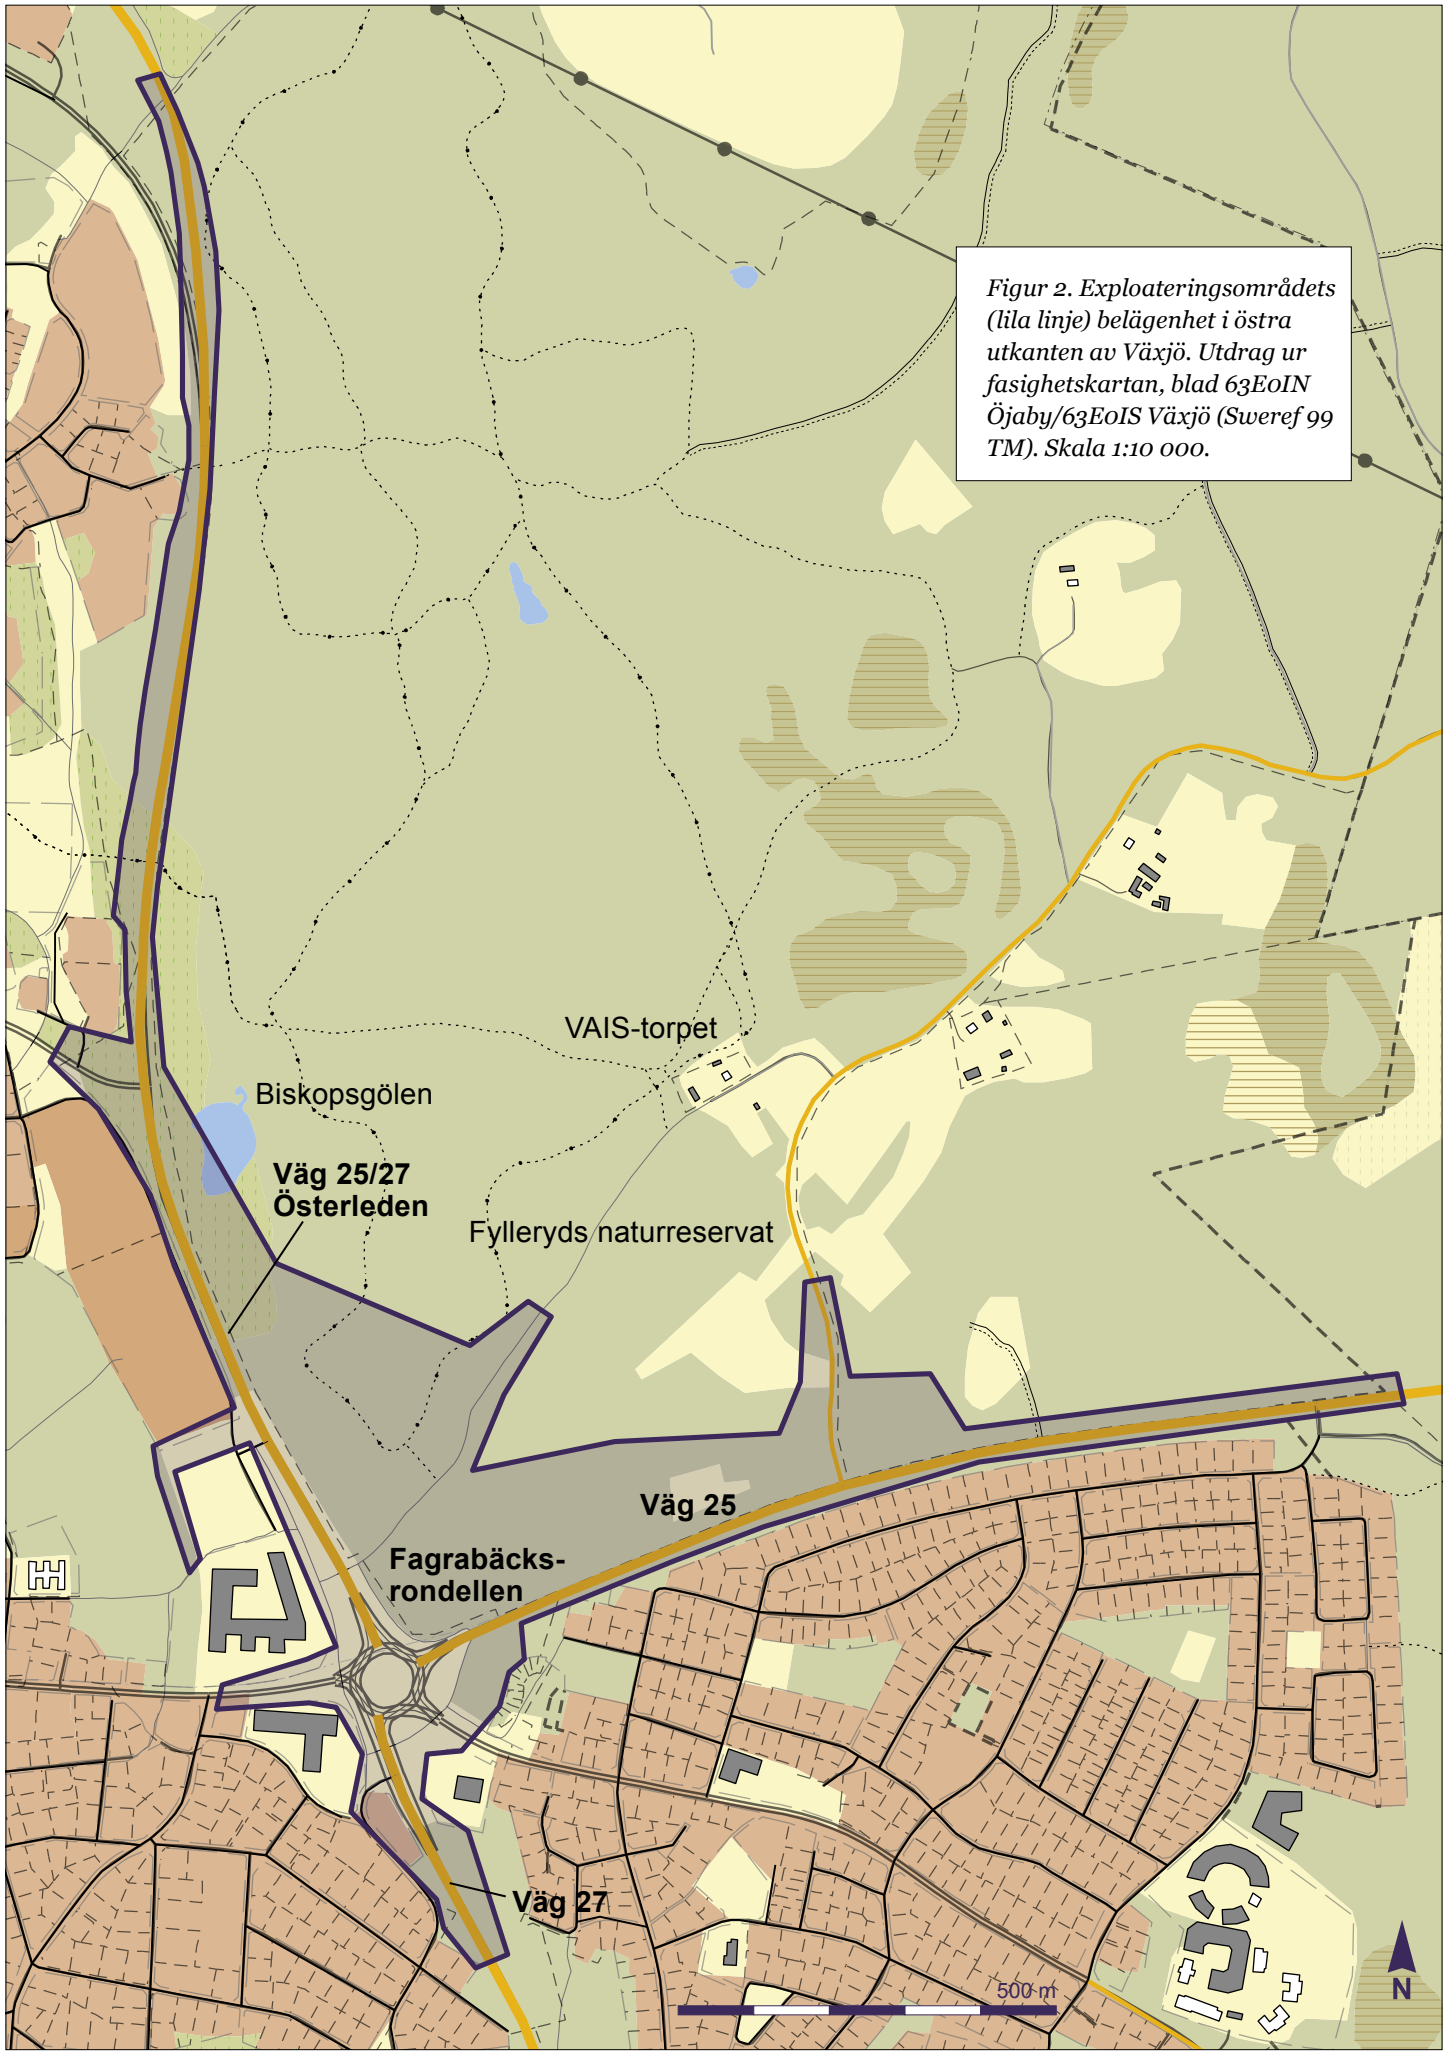 Figur 2. Exploateringsområdets
(lila linje) belägenhet i östra
utkanten av Växjö. Utdrag ur
fasighetskartan, blad 63E0IN
Öjaby/63E0IS Växjö (Sweref 99
TM). Skala 1:10 000.
VAIS-torpet
Biskopsgölen
Väg 25/27
Österleden
Fylleryds naturreservat
Väg 25
Fagrabäcks-
rondellen
Väg 27
500 m
N